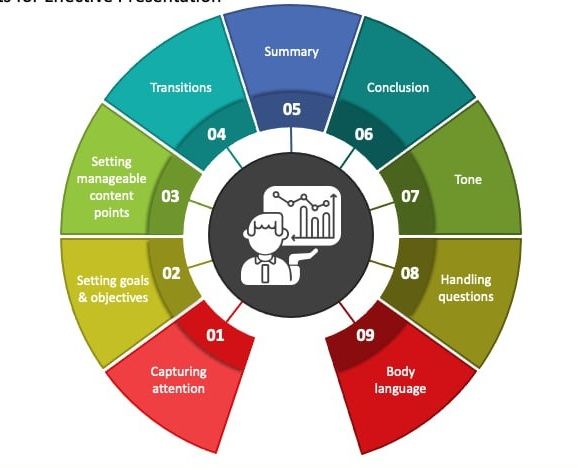 for Effective Presentation
01
Capturing
attention
02
Setting goals
& objectives
03
Setting
manageable
content
points
04
Transitions
05
Summary
06
Conclusion
07
Tone
08
Handling
questions
09
Body
language